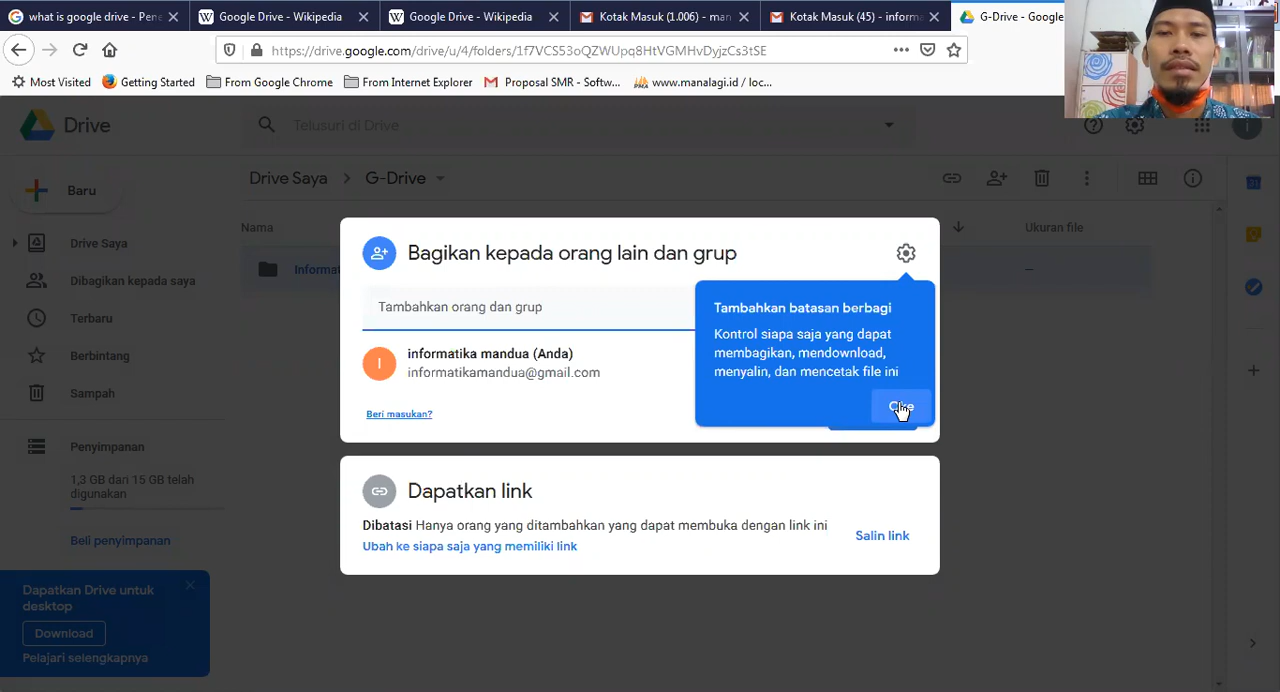 what is google drive - Pene
Google Drive - Wikipedia
Google Drive - Wikipedia
Kotak Masuk (1.006) - man
Kotak Masuk (45) - informa
G-Drive - Google
https://drive.google.com/drive/u/4/folders/1f7VCS53oQZWUpq8HtVGMHvDyjzCs3tSE
Most Visited
Getting Started
From Google Chrome
From Internet Explorer
Proposal SMR - Softw...
www.manalagi.id / loc...
Drive
Telusuri di Drive
Baru
Drive Saya
G-Drive
Nama
Ukuran file
Drive Saya
Dibagikan kepada saya
Terbaru
Berbintang
Sampah
Penyimpanan
1,3 GB dari 15 GB telah
digunakan
Beli penyimpanan
Dapatkan Drive untuk
desktop
Download
Pelajari selengkapnya
Bagikan kepada orang lain dan grup
Tambahkan orang dan grup
informatika mandua (Anda)
informatikamandua@gmail.com
Beri masukan?
Tambahkan batasan berbagi
Kontrol siapa saja yang dapat
membagikan, mendownload,
menyalin, dan mencetak file ini
Dapatkan link
Dibatasi Hanya orang yang ditambahkan yang dapat membuka dengan link ini
Ubah ke siapa saja yang memiliki link
Salin link